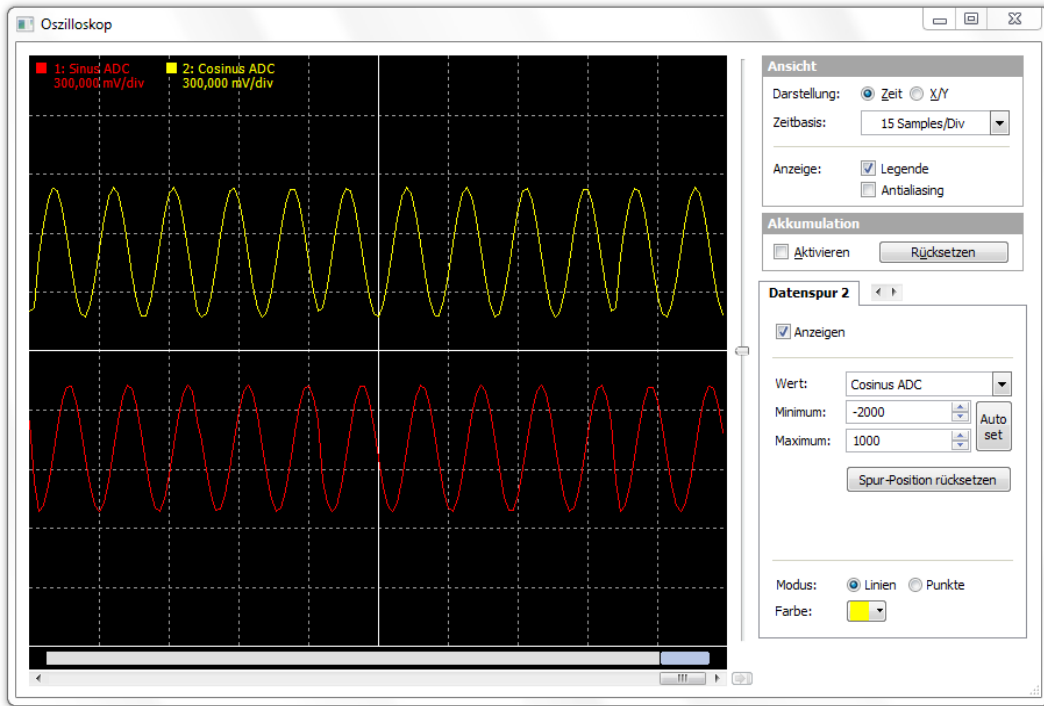 Oszilloskop
1: Sinus ADC
300,000 mV/div
2: Cosinus ADC
300,000 mV/div
Ansicht
Darstellung: Zeit X/Y
Zeitbasis: 15 Samples/Div
Anzeige: Legende
Antialiasing
Akkumulation
Aktivieren Rücksetzen
Datenspur 2
Anzeigen
Wert: Cosinus ADC
Minimum: -2000
Maximum: 1000
Auto
set
Spur-Position rücksetzen
Modus: Linien Punkte
Farbe: